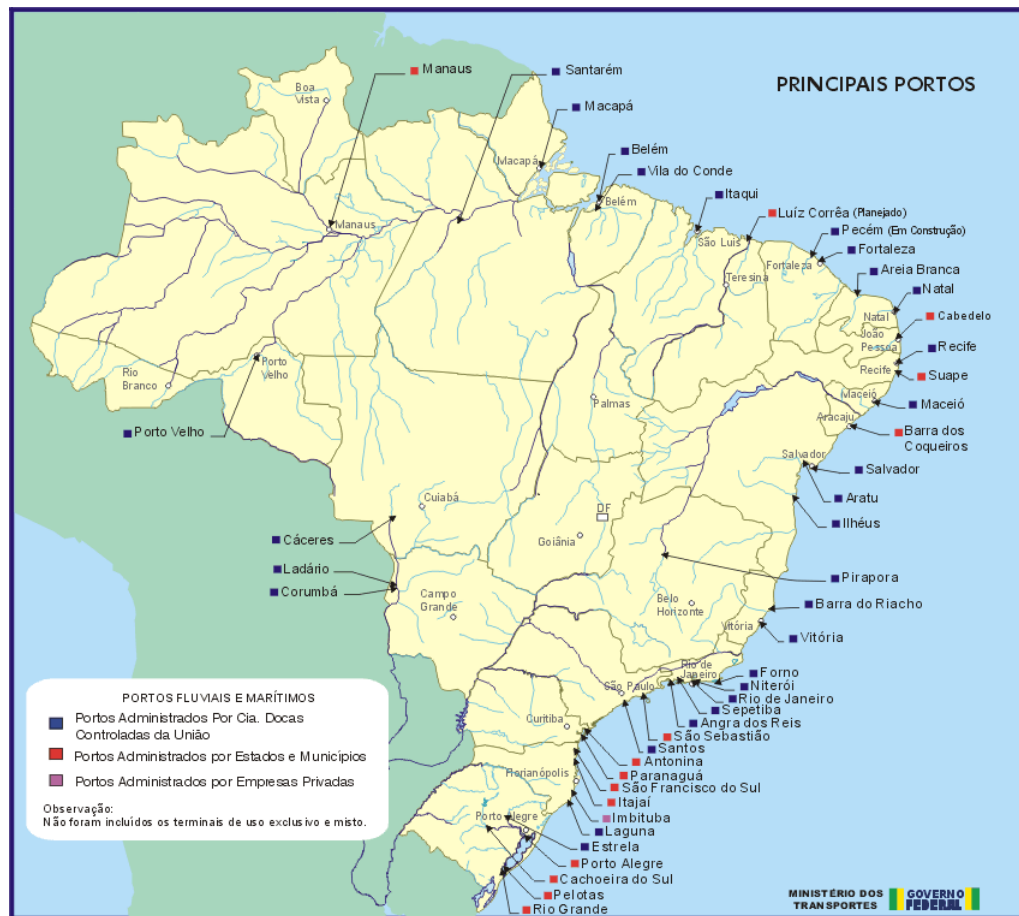 PRINCIPAIS PORTOS
Manaus
Santarém
Boa
Vista
Macapá
Macapá
Belém
Vila do Conde
Itaqui
Belém
Manaus
Luíz Corrêa (Planejado)
Pecém (Em Construção)
São Luis
Fortaleza
Fortaleza
Teresina
Areia Branca
Natal
Natal
Cabedelo
João
Pessoa
Recife
Recife
Suape
Porto
Velho
Rio
Branco
Maceió
Maceió
Palmas
Aracaju
Barra dos
Coqueiros
Porto Velho
Salvador
Salvador
Aratu
Cuiabá
Ilhéus
DF
Cáceres
Goiânia
Ladário
Pirapora
Corumbá
Campo
Grande
Belo
Horizonte
Barra do Riacho
Vitória
Vitória
Rio de
Janeiro
Forno
Niterói
São Paulo
Rio de Janeiro
Sepetiba
Angra dos Reis
Curitiba
São Sebastião
Santos
Antonina
Paranaguá
Florianópolis
São Francisco do Sul
Itajaí
Imbituba
Porto Alegre
Laguna
Estrela
Porto Alegre
Cachoeira do Sul
Pelotas
Rio Grande
PORTOS FLUVIAIS E MARÍTIMOS
Portos Administrados Por Cia. Docas
Controladas da União
Portos Administrados por Estados e Municípios
Portos Administrados por Empresas Privadas
Observação:
Não foram incluídos os terminais de uso exclusivo e misto.
MINISTÉRIO DOS
TRANSPORTES
GOVERNO
FEDERAL